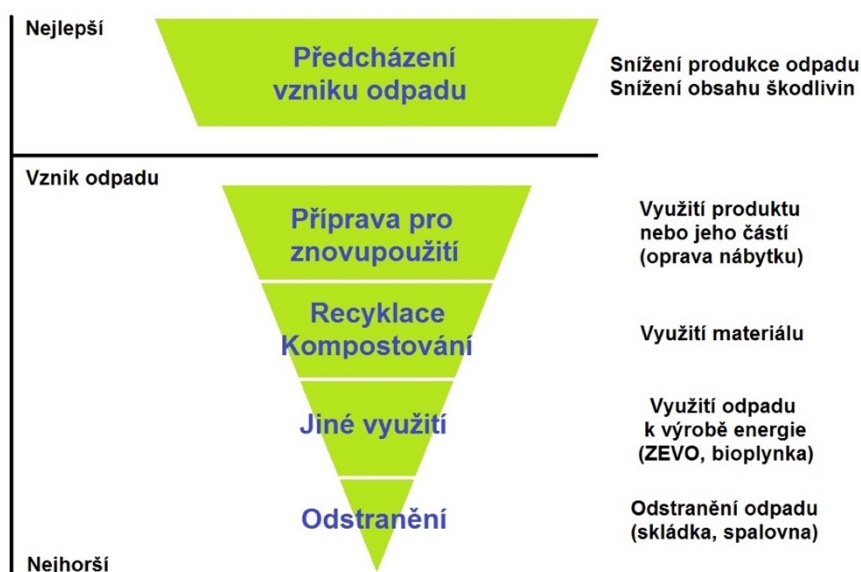 Nejlepší
Předcházení
vzniku odpadu
Snížení produkce odpadu
Snížení obsahu škodlivin
Vznik odpadu
Příprava pro
znovupoužití
Využití produktu
nebo jeho částí
(oprava nábytku)
Recyklace
Kompostování
Využití materiálu
Jiné využití
Využití odpadu
k výrobě energie
(ZEVO, bioplynka)
Odstranění
Odstranění odpadu
(skládka, spalovna)
Nejhorší